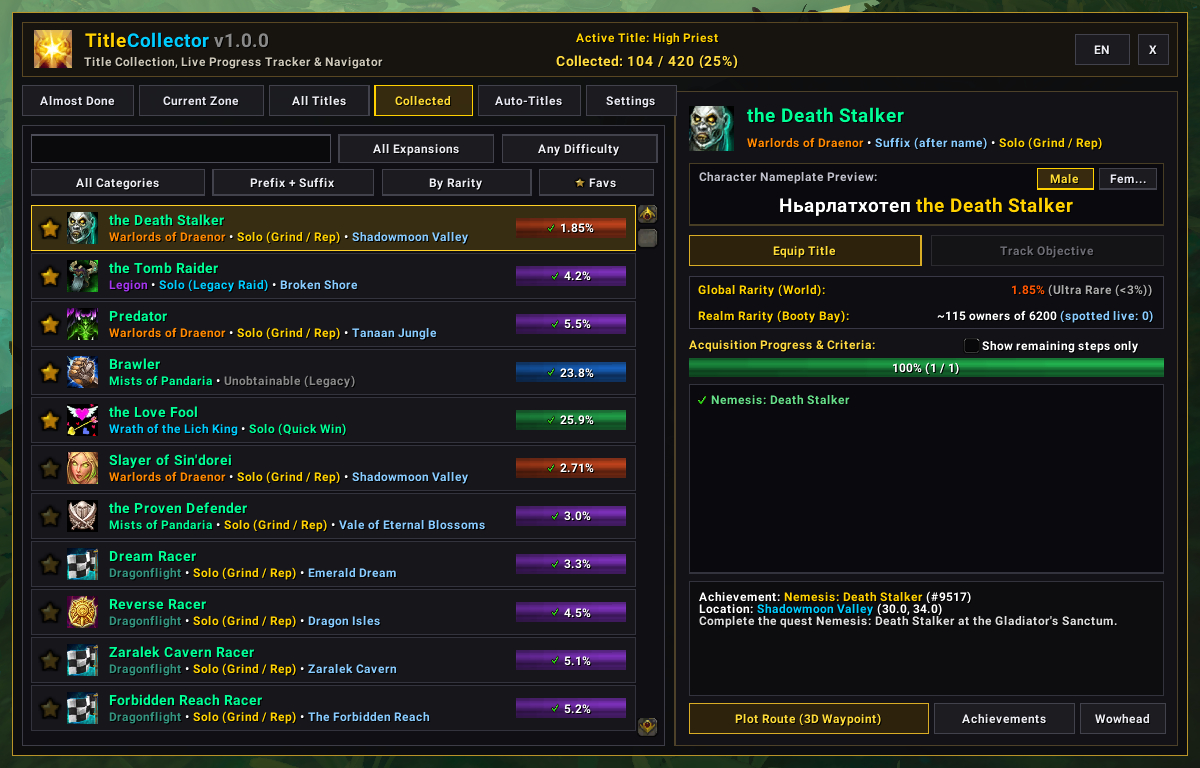 TitleCollector v1.0.0
Title Collection, Live Progress Tracker & Navigator
Active Title: High Priest
Collected: 104 / 420 (25%)
EN
X
Almost Done
Current Zone
All Titles
Collected
Auto-Titles
Settings
All Expansions
Any Difficulty
All Categories
Prefix + Suffix
By Rarity
Favs
the Death Stalker
Warlords of Draenor • Solo (Grind / Rep) • Shadowmoon Valley
1.85%
the Tomb Raider
Legion • Solo (Legacy Raid) • Broken Shore
4.2%
Predator
Warlords of Draenor • Solo (Grind / Rep) • Tanaan Jungle
5.5%
Brawler
Mists of Pandaria • Unobtainable (Legacy)
23.8%
the Love Fool
Wrath of the Lich King • Solo (Quick Win)
25.9%
Slayer of Sin'dorei
Warlords of Draenor • Solo (Grind / Rep) • Shadowmoon Valley
2.71%
the Proven Defender
Mists of Pandaria • Solo (Grind / Rep) • Vale of Eternal Blossoms
3.0%
Dream Racer
Dragonflight • Solo (Grind / Rep) • Emerald Dream
3.3%
Reverse Racer
Dragonflight • Solo (Grind / Rep) • Dragon Isles
4.5%
Zaralek Cavern Racer
Dragonflight • Solo (Grind / Rep) • Zaralek Cavern
5.1%
Forbidden Reach Racer
Dragonflight • Solo (Grind / Rep) • The Forbidden Reach
5.2%
the Death Stalker
Warlords of Draenor • Suffix (after name) • Solo (Grind / Rep)
Character Nameplate Preview:
Male
Fem...
Ньарлатхотеп the Death Stalker
Equip Title
Track Objective
Global Rarity (World):
1.85% (Ultra Rare (<3%))
Realm Rarity (Booty Bay):
~115 owners of 6200 (spotted live: 0)
Acquisition Progress & Criteria:
Show remaining steps only
100% (1 / 1)
Nemesis: Death Stalker
Achievement: Nemesis: Death Stalker (#9517)
Location: Shadowmoon Valley (30.0, 34.0)
Complete the quest Nemesis: Death Stalker at the Gladiator's Sanctum.
Plot Route (3D Waypoint)
Achievements
Wowhead